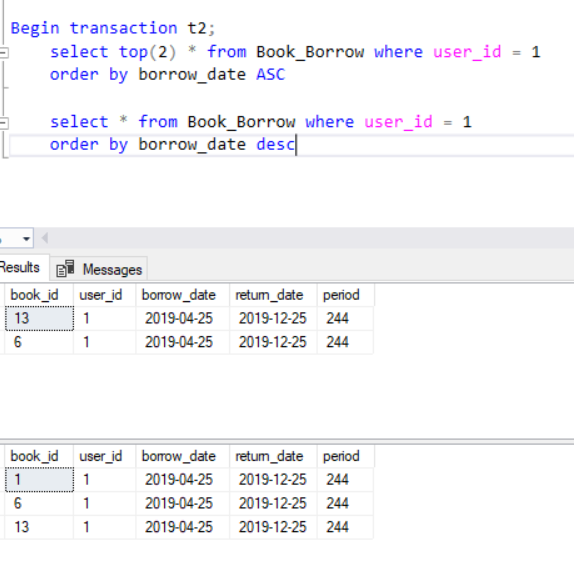 Begin transaction t2;
select top(2) * from Book_Borrow where user_id = 1
order by borrow_date ASC
select * from Book_Borrow where user_id = 1
order by borrow_date desc
Results Messages
book_id user_id borrow_date return_date period
13 1 2019-04-25 2019-12-25 244
6 1 2019-04-25 2019-12-25 244
book_id user_id borrow_date return_date period
1 1 2019-04-25 2019-12-25 244
6 1 2019-04-25 2019-12-25 244
13 1 2019-04-25 2019-12-25 244